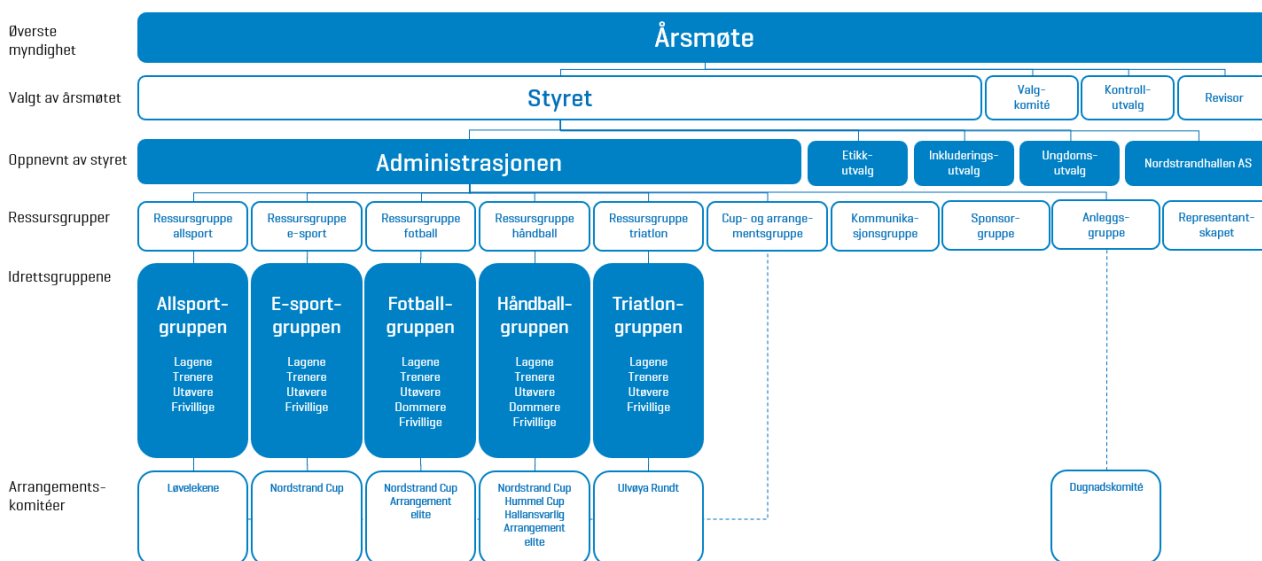 Øverste
myndighet
Årsmøte
Valgt av årsmøtet
Styret
Valg-
komité
Kontroll-
utvalg
Revisor
Oppnevnt av styret
Administrasjonen
Etikk-
utvalg
Inkluderings-
utvalg
Ungdoms-
utvalg
Nordstrandhallen AS
Ressursgrupper
Ressursgruppe
allsport
Ressursgruppe
e-sport
Ressursgruppe
fotball
Ressursgruppe
håndball
Ressursgruppe
triatlon
Cup- og arrange-
mentsgruppe
Kommunika-
sjonsgruppe
Sponsor-
gruppe
Anleggs-
gruppe
Representant-
skapet
Idrettsgruppene
Allsport-
gruppen
Lagene
Trenere
Utøvere
Frivillige
E-sport-
gruppen
Lagene
Trenere
Utøvere
Frivillige
Fotball-
gruppen
Lagene
Trenere
Utøvere
Dommere
Frivillige
Håndball-
gruppen
Lagene
Trenere
Utøvere
Dommere
Frivillige
Triatlon-
gruppen
Lagene
Trenere
Utøvere
Frivillige
Arrangements-
komitéer
Løvelekene
Nordstrand Cup
Nordstrand Cup
Arrangement
elite
Nordstrand Cup
Hummel Cup
Hallansvarlig
Arrangement
elite
Ulvøya Rundt
Dugnadskomité